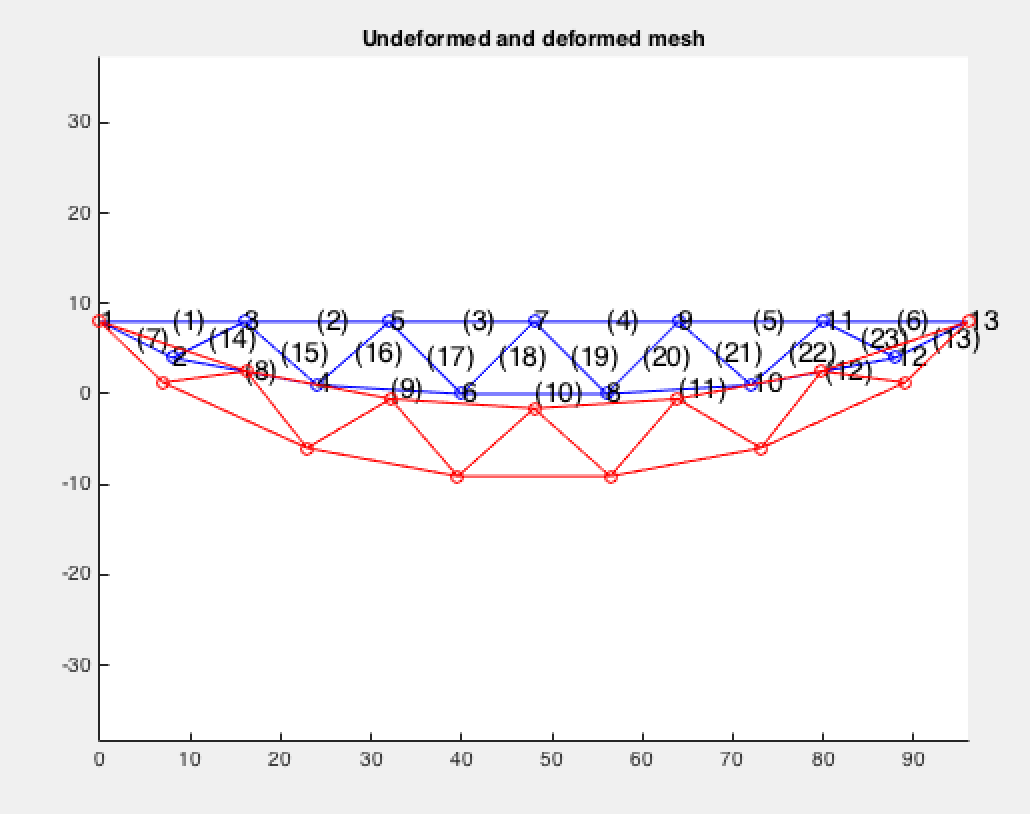 Undeformed and deformed mesh
30
20
10
0
-10
-20
-30
1 (1) 3 (2) 5 (3) 7 (4) 9 (5) 11 (6) 13
(7) (14) (23) (13)
2 (15) (16) (17) (18) (19) (20) (21) (22) 12
(8) (12)
4 (9) 6 (10) 8 (11) 10
0 10 20 30 40 50 60 70 80 90